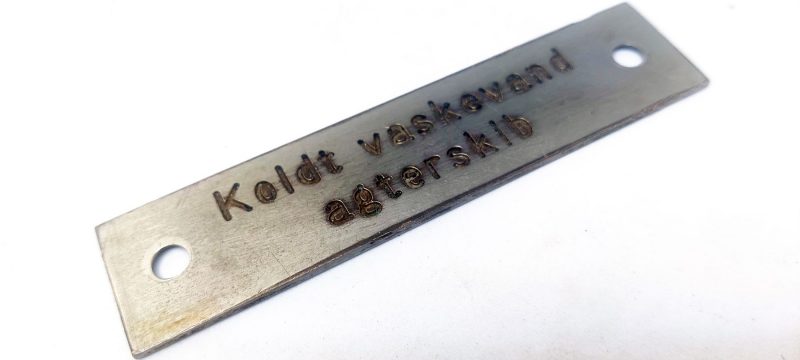 Koldt vaskevand
agterskib